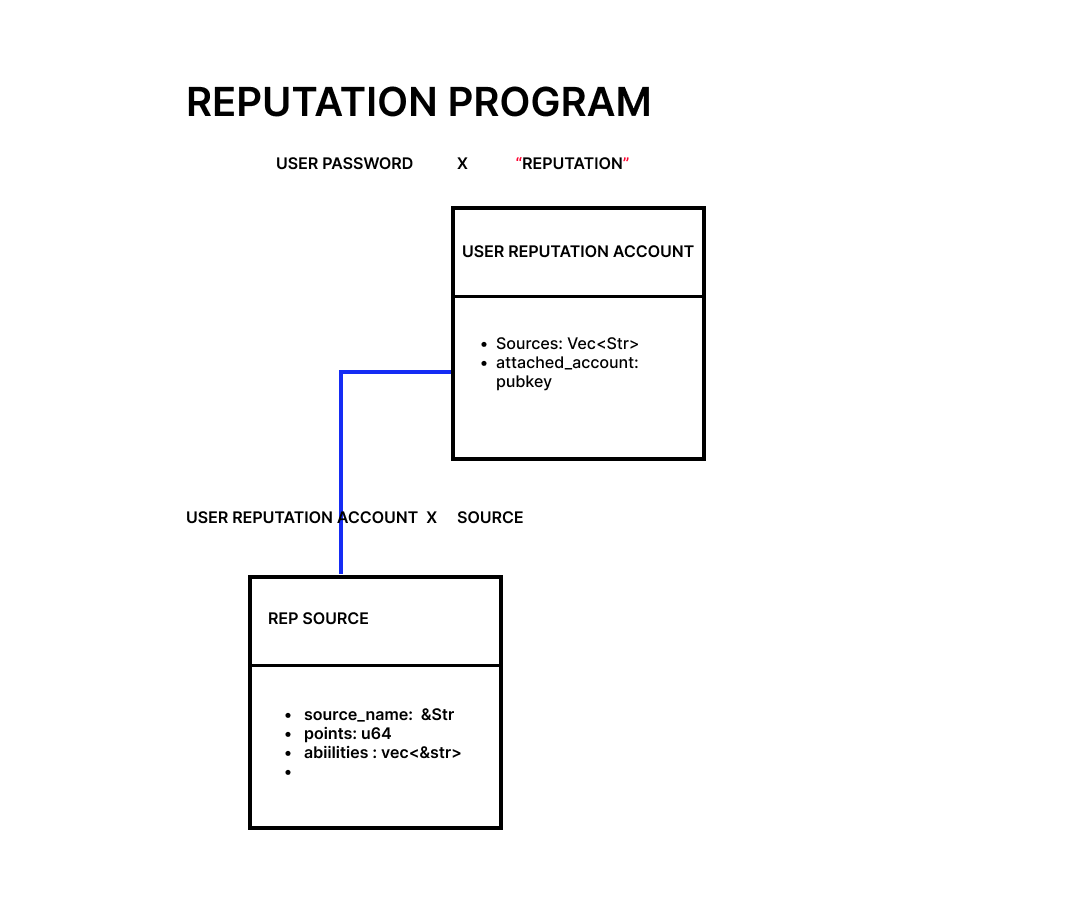 REPUTATION PROGRAM
USER PASSWORD X “REPUTATION”
USER REPUTATION ACCOUNT
• Sources: Vec<Str>
• attached_account:
pubkey
USER REPUTATION ACCOUNT X SOURCE
REP SOURCE
• source_name: &Str
• points: u64
• abiilities : vec<&str>
•